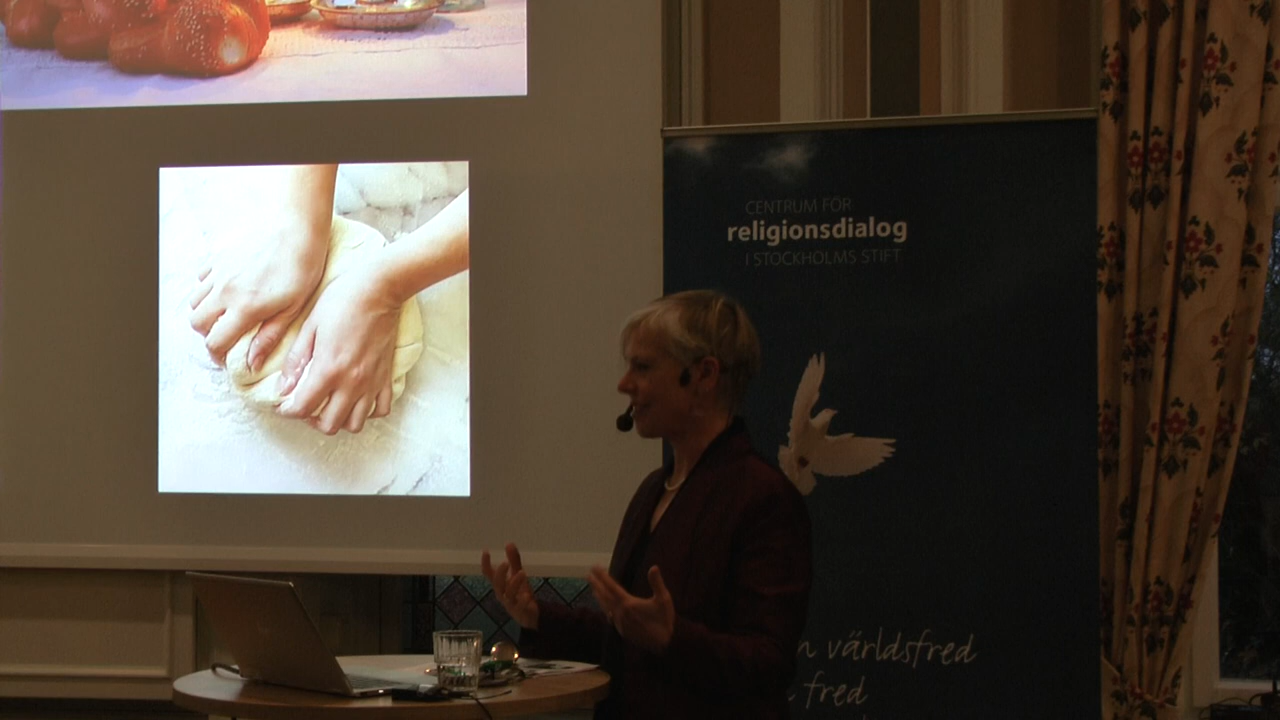 CENTRUM FÖR
religionsdialog
I STOCKHOLMS STIFT
världsfred
fred